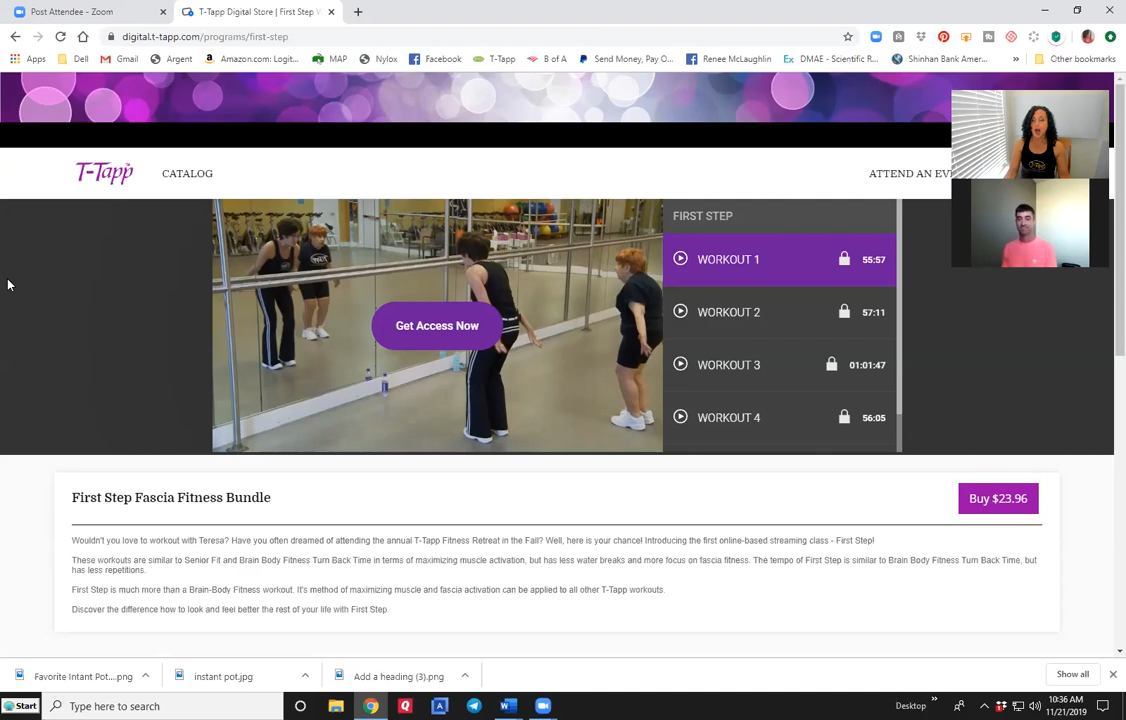 Post Attendee - Zoom
T-Tapp Digital Store | First Step V
digital.t-tapp.com/programs/first-step
Apps
Dell
Gmail
Argent
Amazon.com: Logit...
MAP
Nylox
Facebook
T-Tapp
B of A
Send Money, Pay O...
Renee McLaughlin
DMAE - Scientific R...
Shinhan Bank Amer...
»
Other bookmarks
T-Tapp
CATALOG
ATTEND AN EV
Get Access Now
FIRST STEP
WORKOUT 1 55:57
WORKOUT 2 57:11
WORKOUT 3 01:01:47
WORKOUT 4 56:05
First Step Fascia Fitness Bundle
Buy $23.96
Wouldn't you love to workout with Teresa? Have you often dreamed of attending the annual T-Tapp Fitness Retreat in the Fall? Well, here is your chance! Introducing the first online-based streaming class - First Step!
These workouts are similar to Senior Fit and Brain Body Fitness Turn Back Time in terms of maximizing muscle activation, but has less water breaks and more focus on fascia fitness. The tempo of First Step is similar to Brain Body Fitness Turn Back Time, but
has less repetitions.
First Step is much more than a Brain-Body Fitness workout. It's method of maximizing muscle and fascia activation can be applied to all other T-Tapp workouts.
Discover the difference how to look and feel better the rest of your life with First Step.
Favorite Intant Pot....png
instant pot.jpg
Add a heading (3).png
Show all
Start
Type here to search
Desktop
»
10:36 AM
11/21/2019